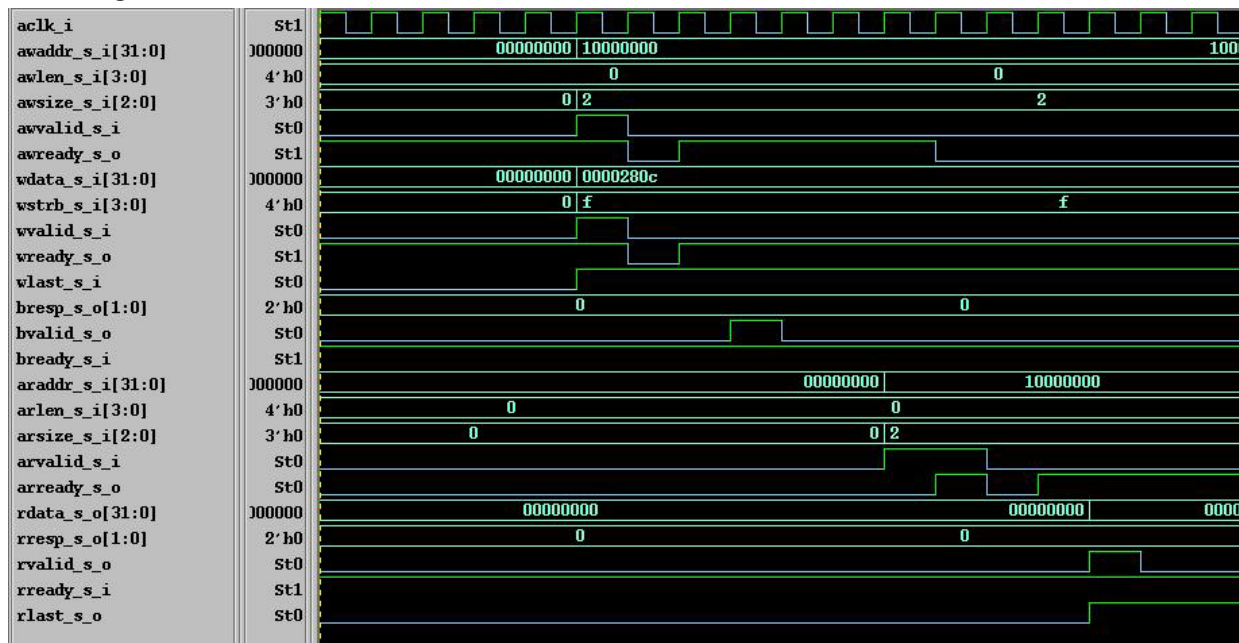 aclk_i St1
awaddr_s_i[31:0] 000000 00000000 10000000 100
awlen_s_i[3:0] 4'h0 0 0
awsize_s_i[2:0] 3'h0 0 2 2
awvalid_s_i St0
awready_s_o St1
wdata_s_i[31:0] 000000 00000000 0000280c
wstrb_s_i[3:0] 4'h0 0 f f
wvalid_s_i St0
wready_s_o St1
wlast_s_i St0
bresp_s_o[1:0] 2'h0 0 0
bvalid_s_o St0
bready_s_i St1
araddr_s_i[31:0] 000000 00000000 10000000
arlen_s_i[3:0] 4'h0 0 0
arsize_s_i[2:0] 3'h0 0 0 2
arvalid_s_i St0
arready_s_o St0
rdata_s_o[31:0] 000000 00000000 00000000 0000
rresp_s_o[1:0] 2'h0 0 0
rvalid_s_o St0
rready_s_i St1
rlast_s_o St0